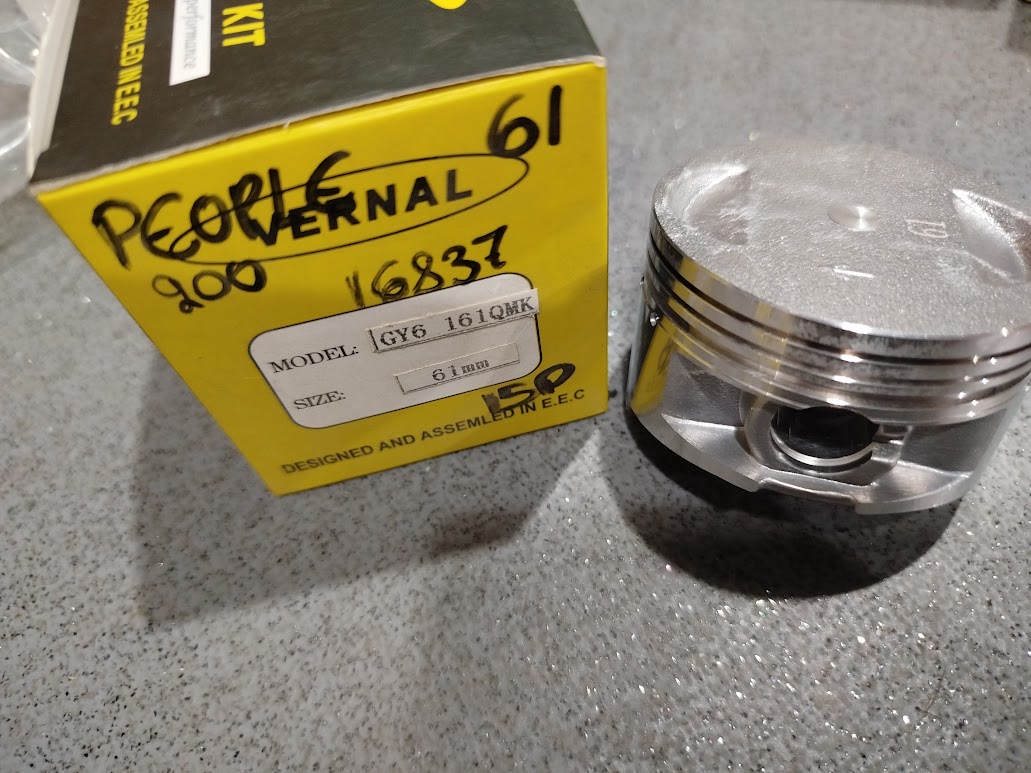 KIT
performance
ASSEMLED IN E.E.C
61
PEOPLE
VERNAL
200
16837
MODEL: GY6 161QMK
SIZE: 61mm
150
DESIGNED AND ASSEMLED IN E.E.C